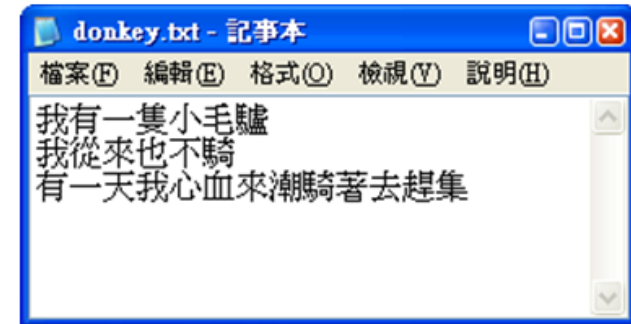 donkey.txt - 記事本
檔案(F) 編輯(E) 格式(O) 檢視(V) 說明(H)
我有一隻小毛驢
我從來也不騎
有一天我心血來潮騎著去趕集